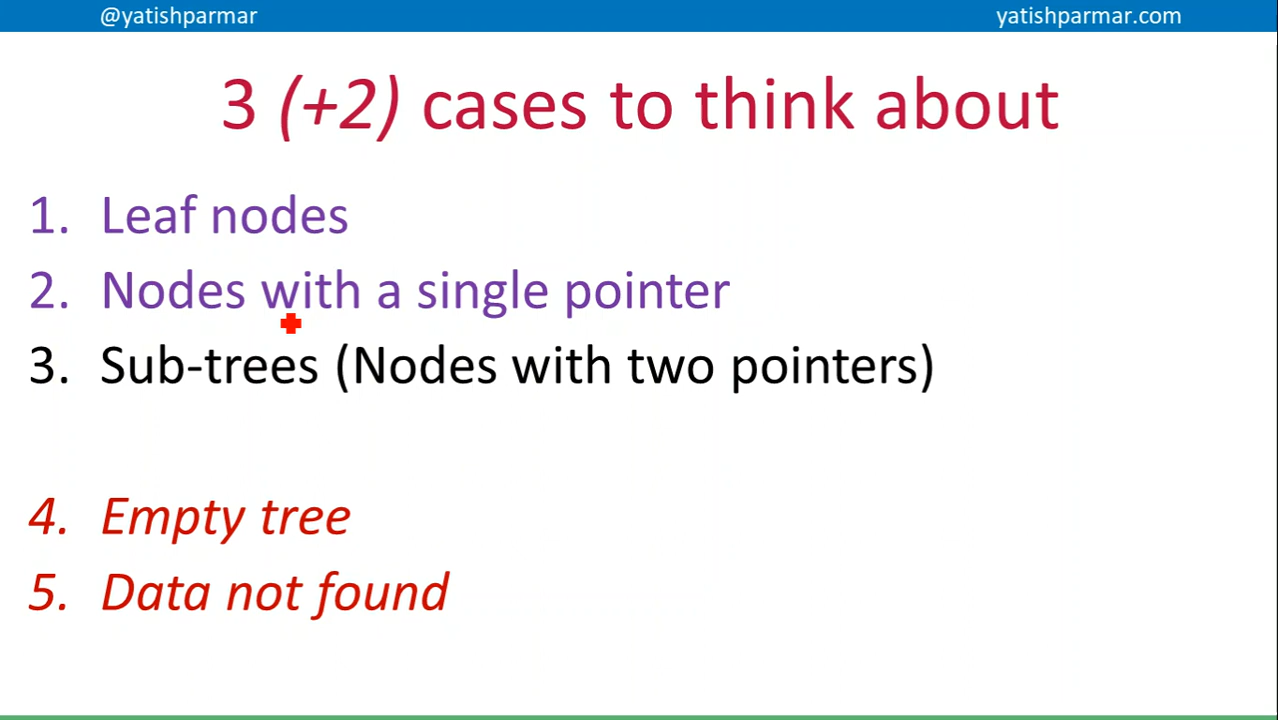 @yatishparmar
yatishparmar.com
3 (+2) cases to think about
1. Leaf nodes
2. Nodes with a single pointer
3. Sub-trees (Nodes with two pointers)
4. Empty tree
5. Data not found